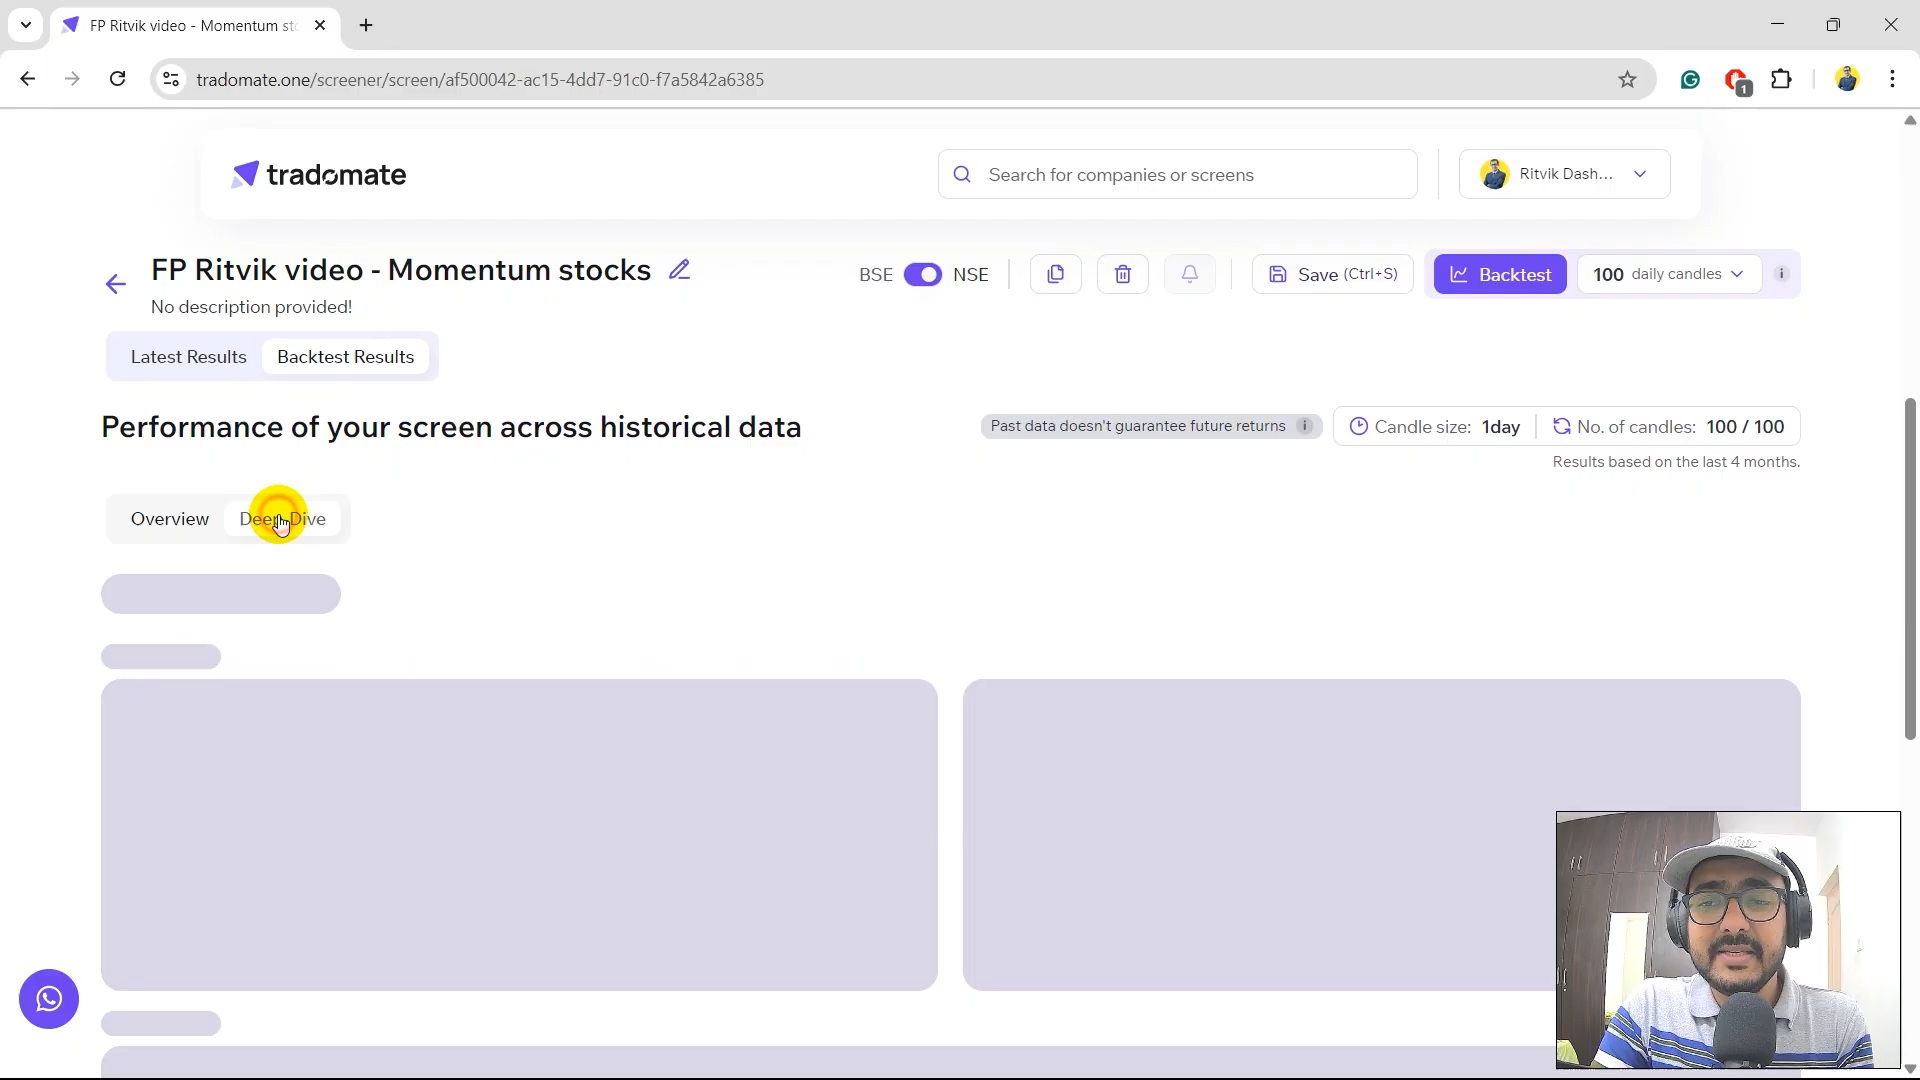 FP Ritvik video - Momentum sto
tradomate.one/screener/screen/af500042-ac15-4dd7-91c0-f7a5842a6385
1
tradomate
Search for companies or screens
Ritvik Dash...
FP Ritvik video - Momentum stocks
No description provided!
BSE NSE
Save (Ctrl+S)
Backtest
100 daily candles
i
Latest Results Backtest Results
Performance of your screen across historical data
Past data doesn't guarantee future returns i
Candle size: 1day
No. of candles: 100 / 100
Results based on the last 4 months.
Overview Deep Dive